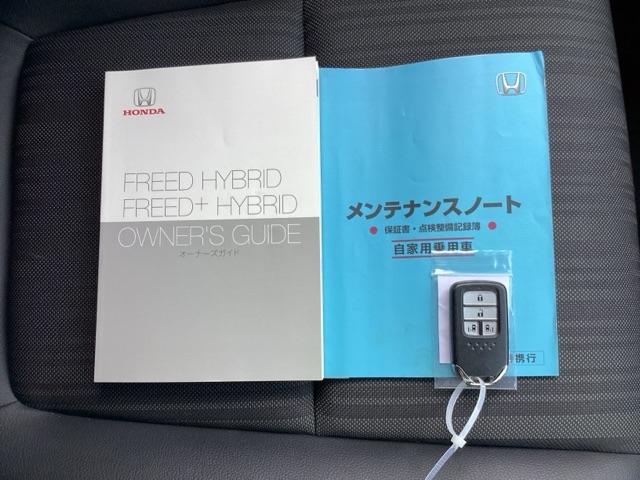 HONDA
FREED HYBRID
FREED+ HYBRID
OWNER'S GUIDE
オーナーズガイド
メンテナンスノート
保証書・点検整備記録簿
自家用乗用車
携行